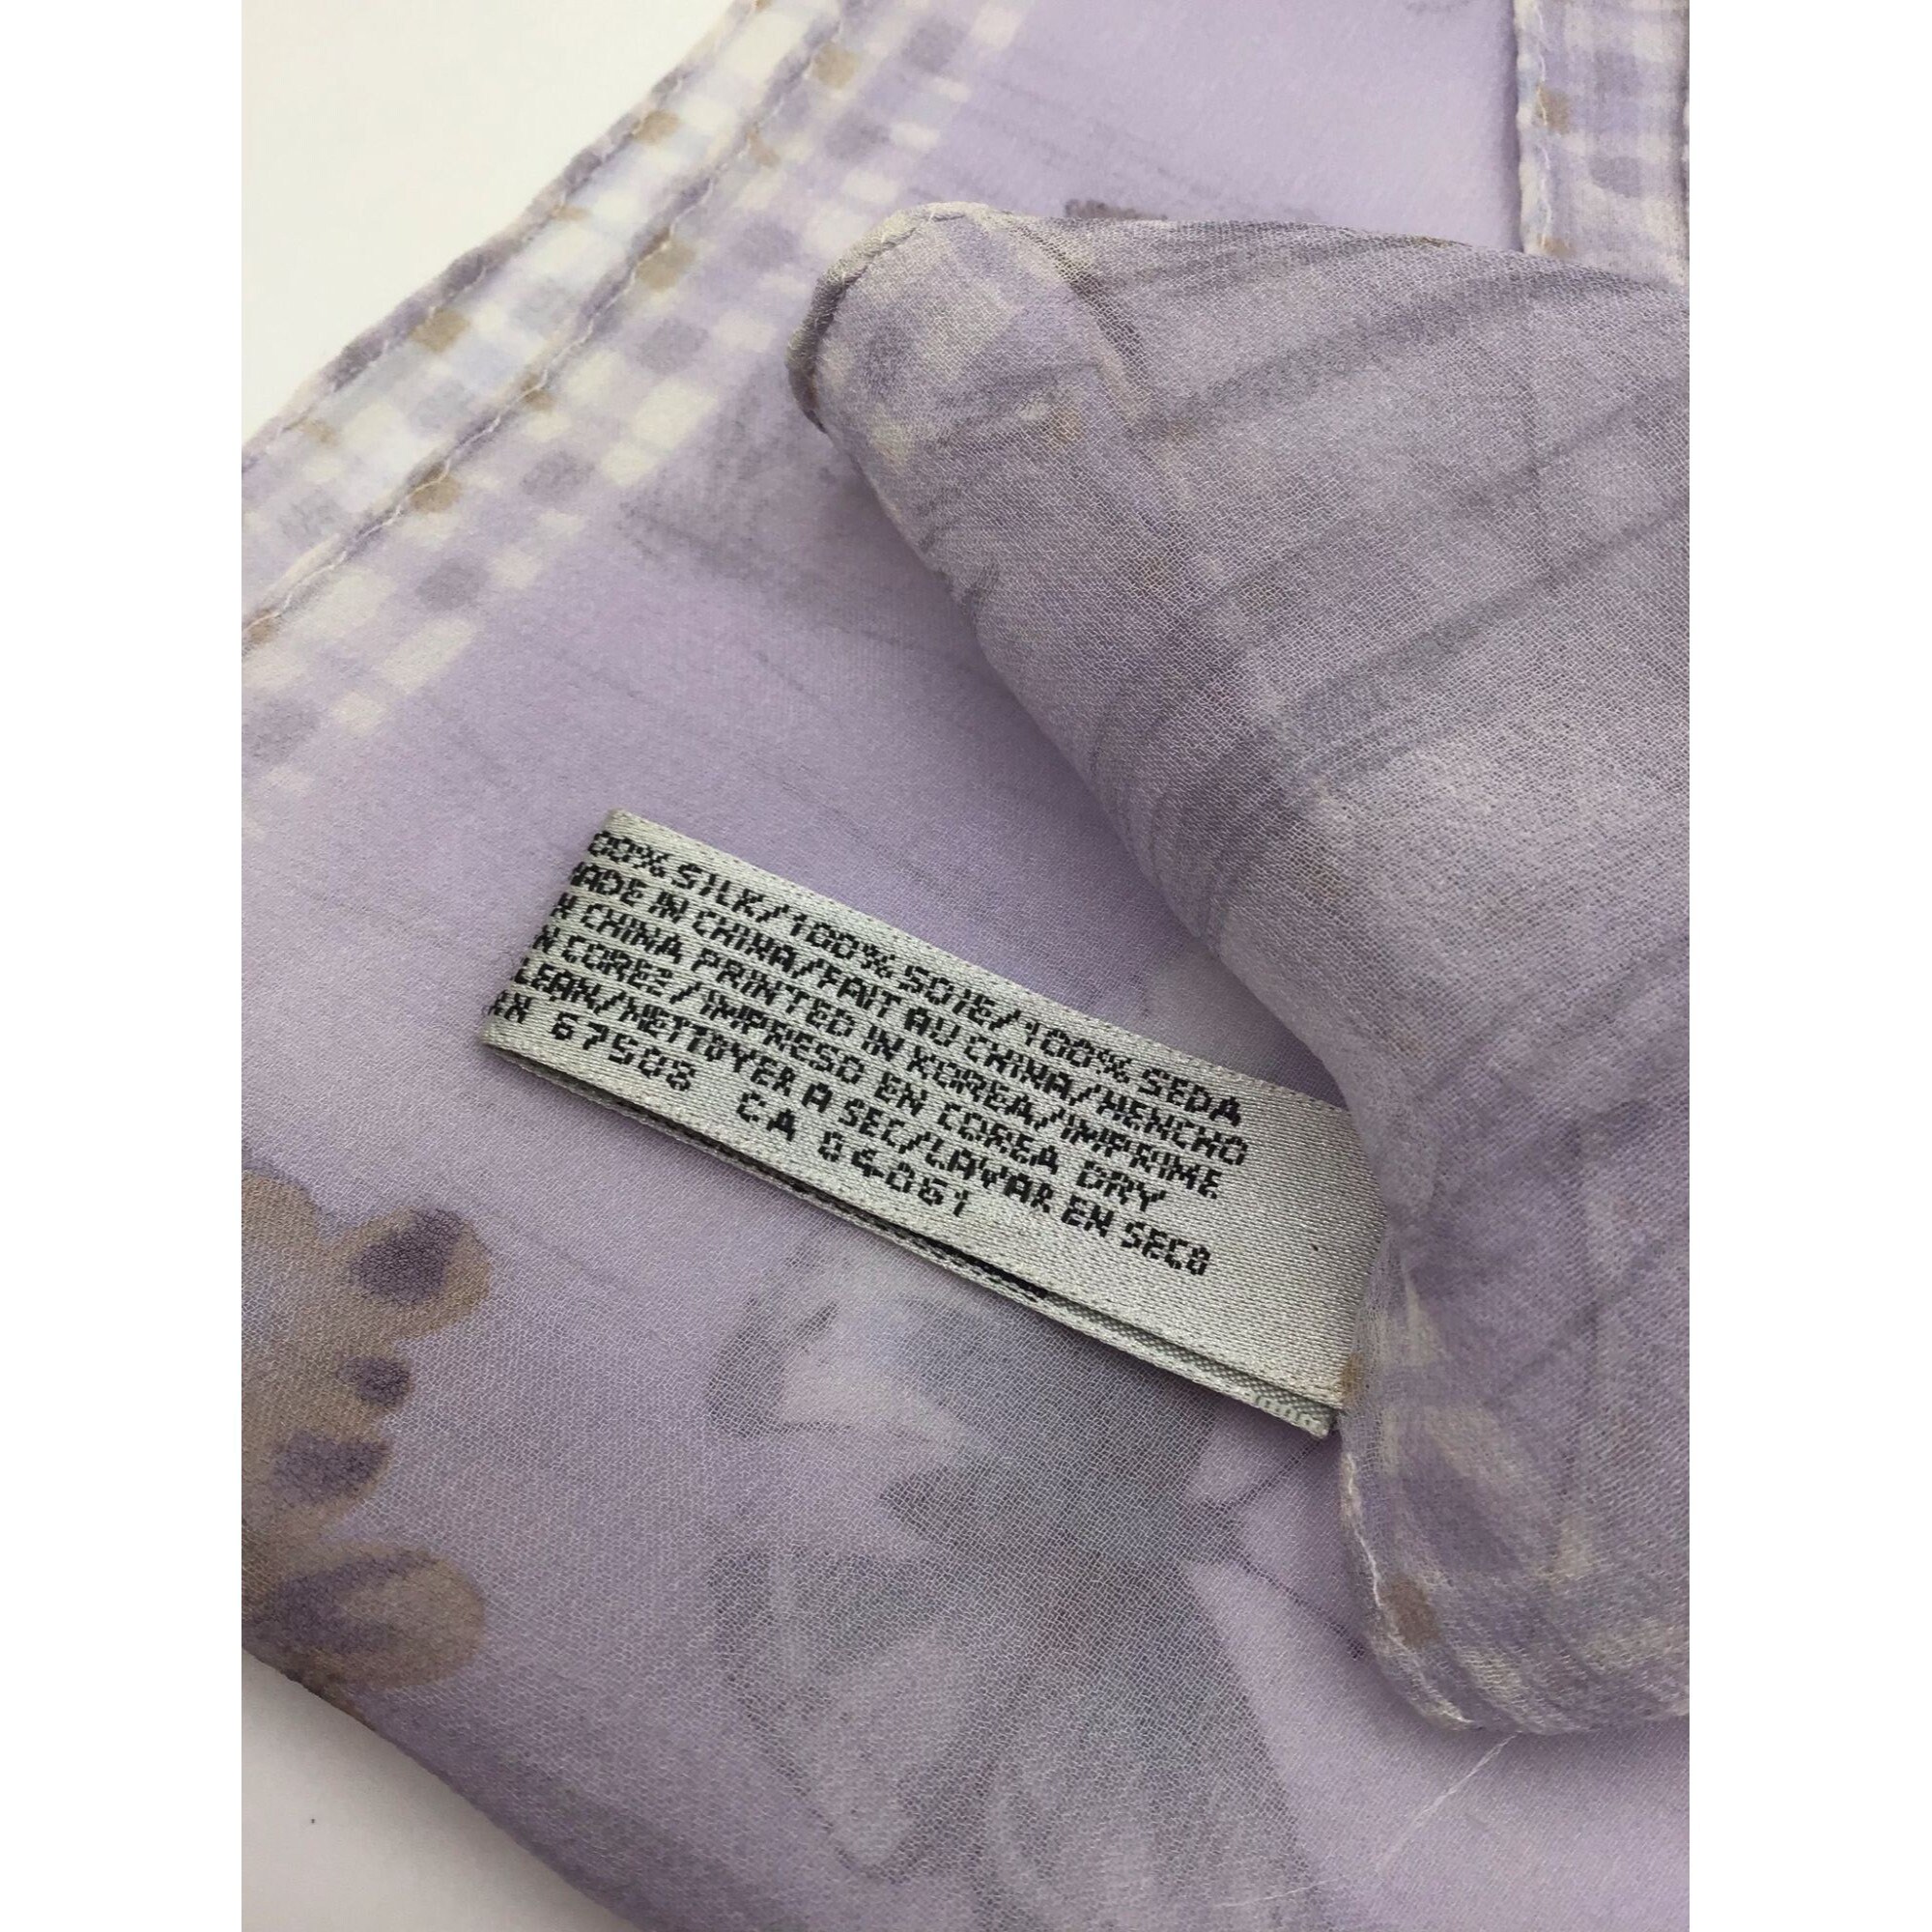 00% SILK/100% SOIE/100% SEDA
MADE IN CHINA/FAIT AU CHINA/HENCHO
N CHINA PRINTED IN KOREA/IMPRIME
N COREE/IMPRESO EN COREA DRY
LEAN/NETTOYER A SEC/LAVAR EN SECO
RN 67508 CA 04061